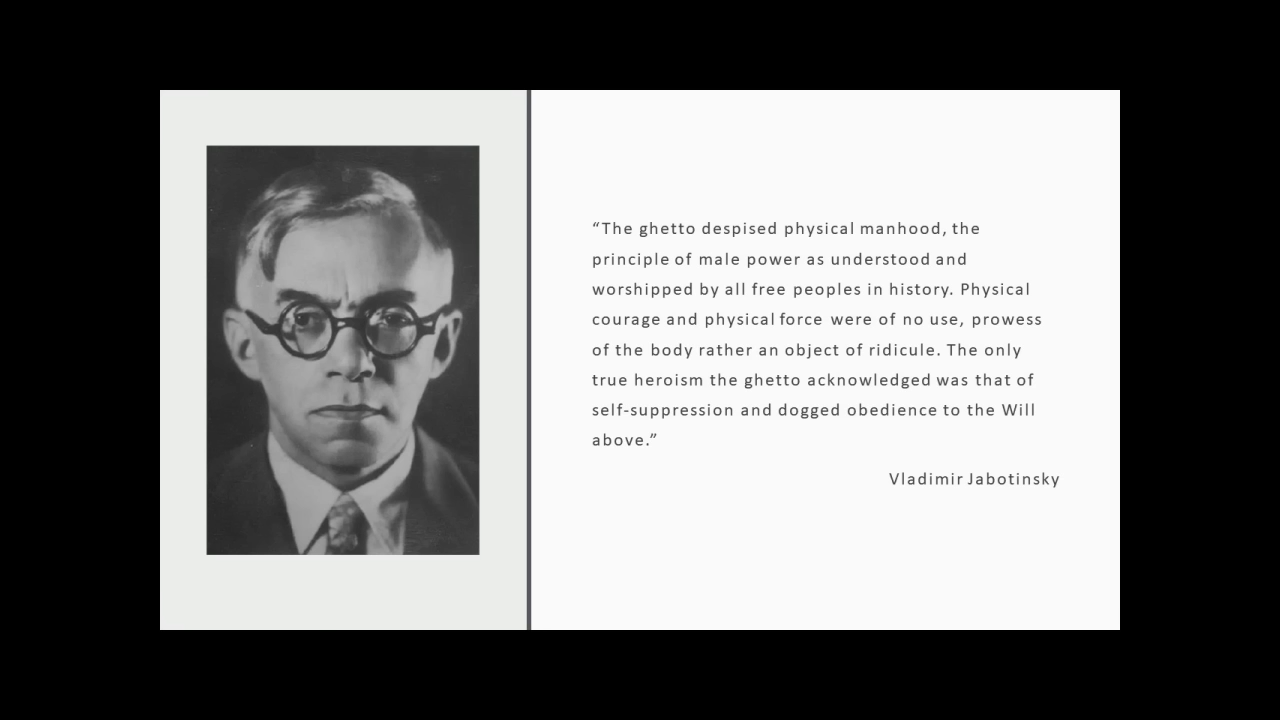 “The ghetto despised physical manhood, the
principle of male power as understood and
worshipped by all free peoples in history. Physical
courage and physical force were of no use, prowess
of the body rather an object of ridicule. The only
true heroism the ghetto acknowledged was that of
self-suppression and dogged obedience to the Will
above.”
Vladimir Jabotinsky